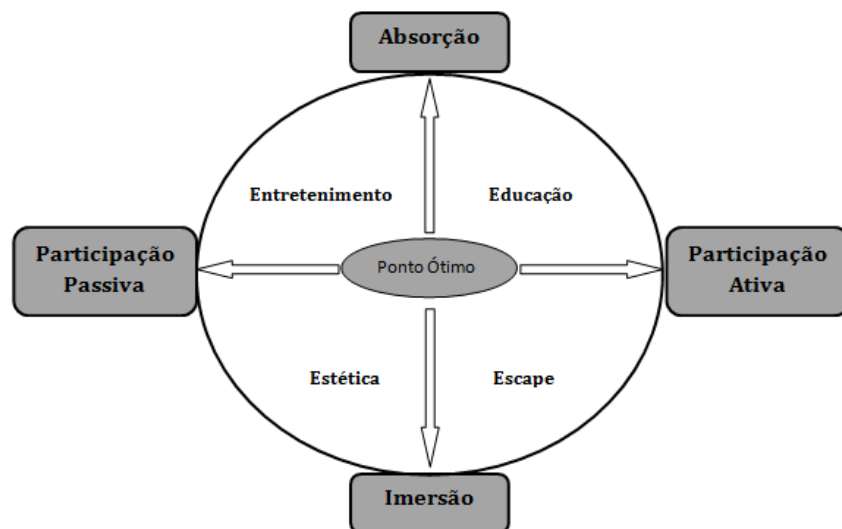 Absorção
Entretenimento
Educação
Participação
Passiva
Ponto Ótimo
Participação
Ativa
Estética
Escape
Imersão